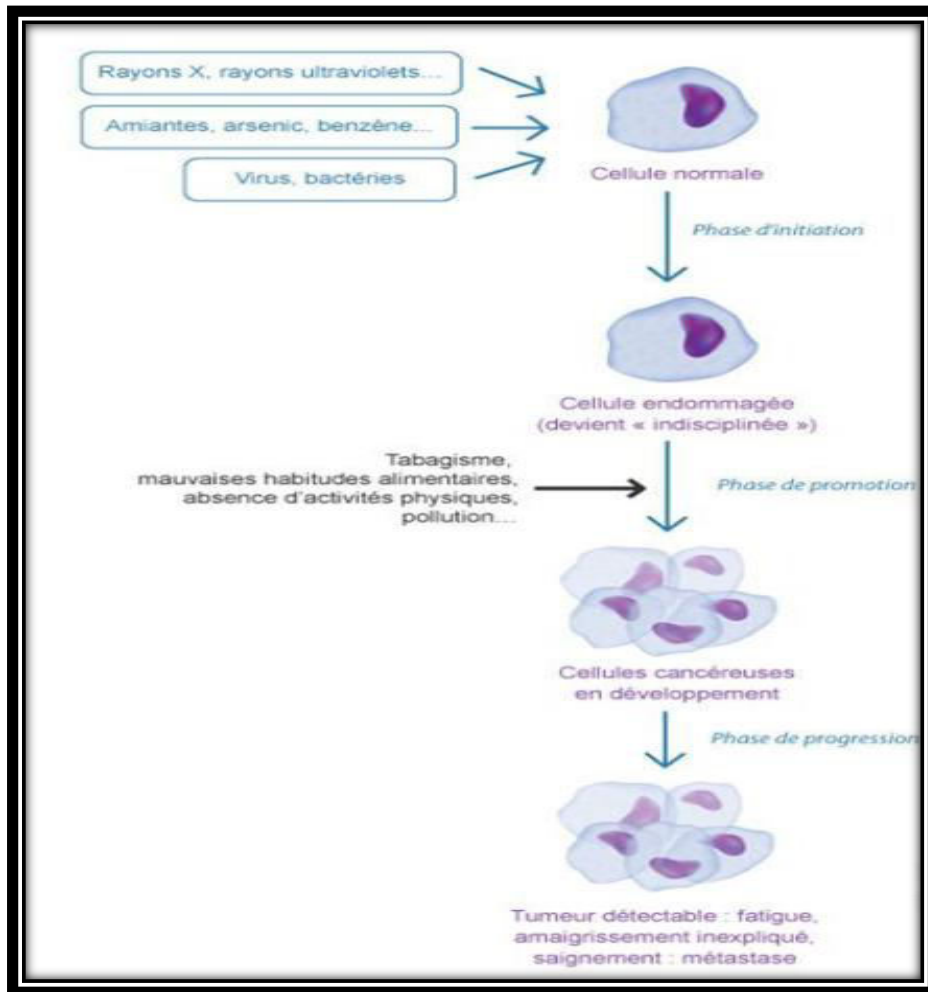 Rayons X, rayons ultraviolets...
Amiantes, arsenic, benzène...
Virus, bactéries
Cellule normale
Phase d'initiation
Cellule endommagée
(devient « indisciplinée »)
Tabagisme,
mauvaises habitudes alimentaires,
absence d'activités physiques,
pollution...
Phase de promotion
Cellules cancéreuses
en développement
Phase de progression
Tumeur détectable : fatigue,
amaigrissement inexpliqué,
saignement : métastase